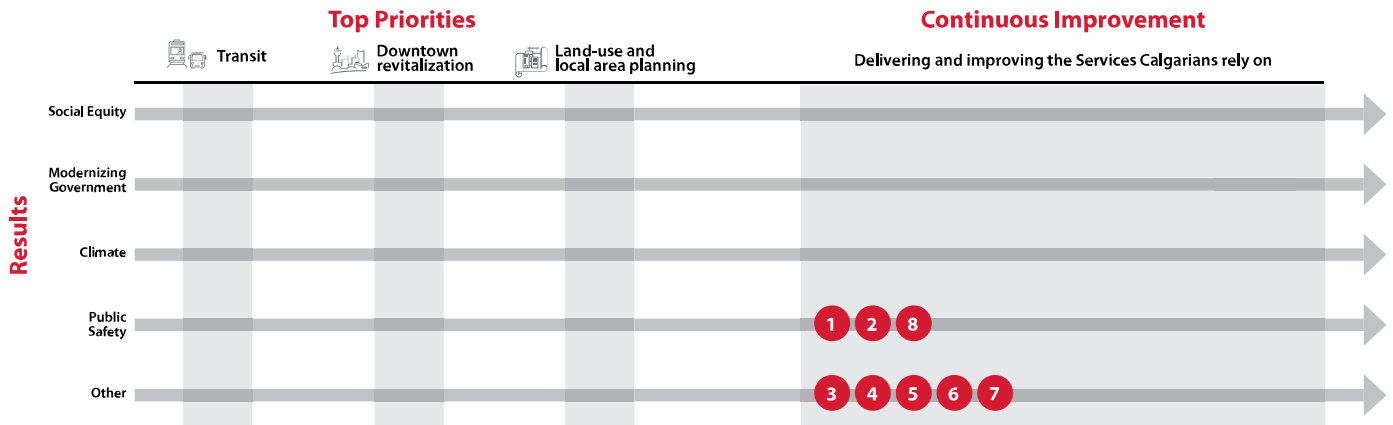 Top Priorities
Continuous Improvement
Transit
Downtown
revitalization
Land-use and
local area planning
Delivering and improving the Services Calgarians rely on
Results
Social Equity
Modernizing
Government
Climate
Public
Safety
1 2 8
Other
3 4 5 6 7